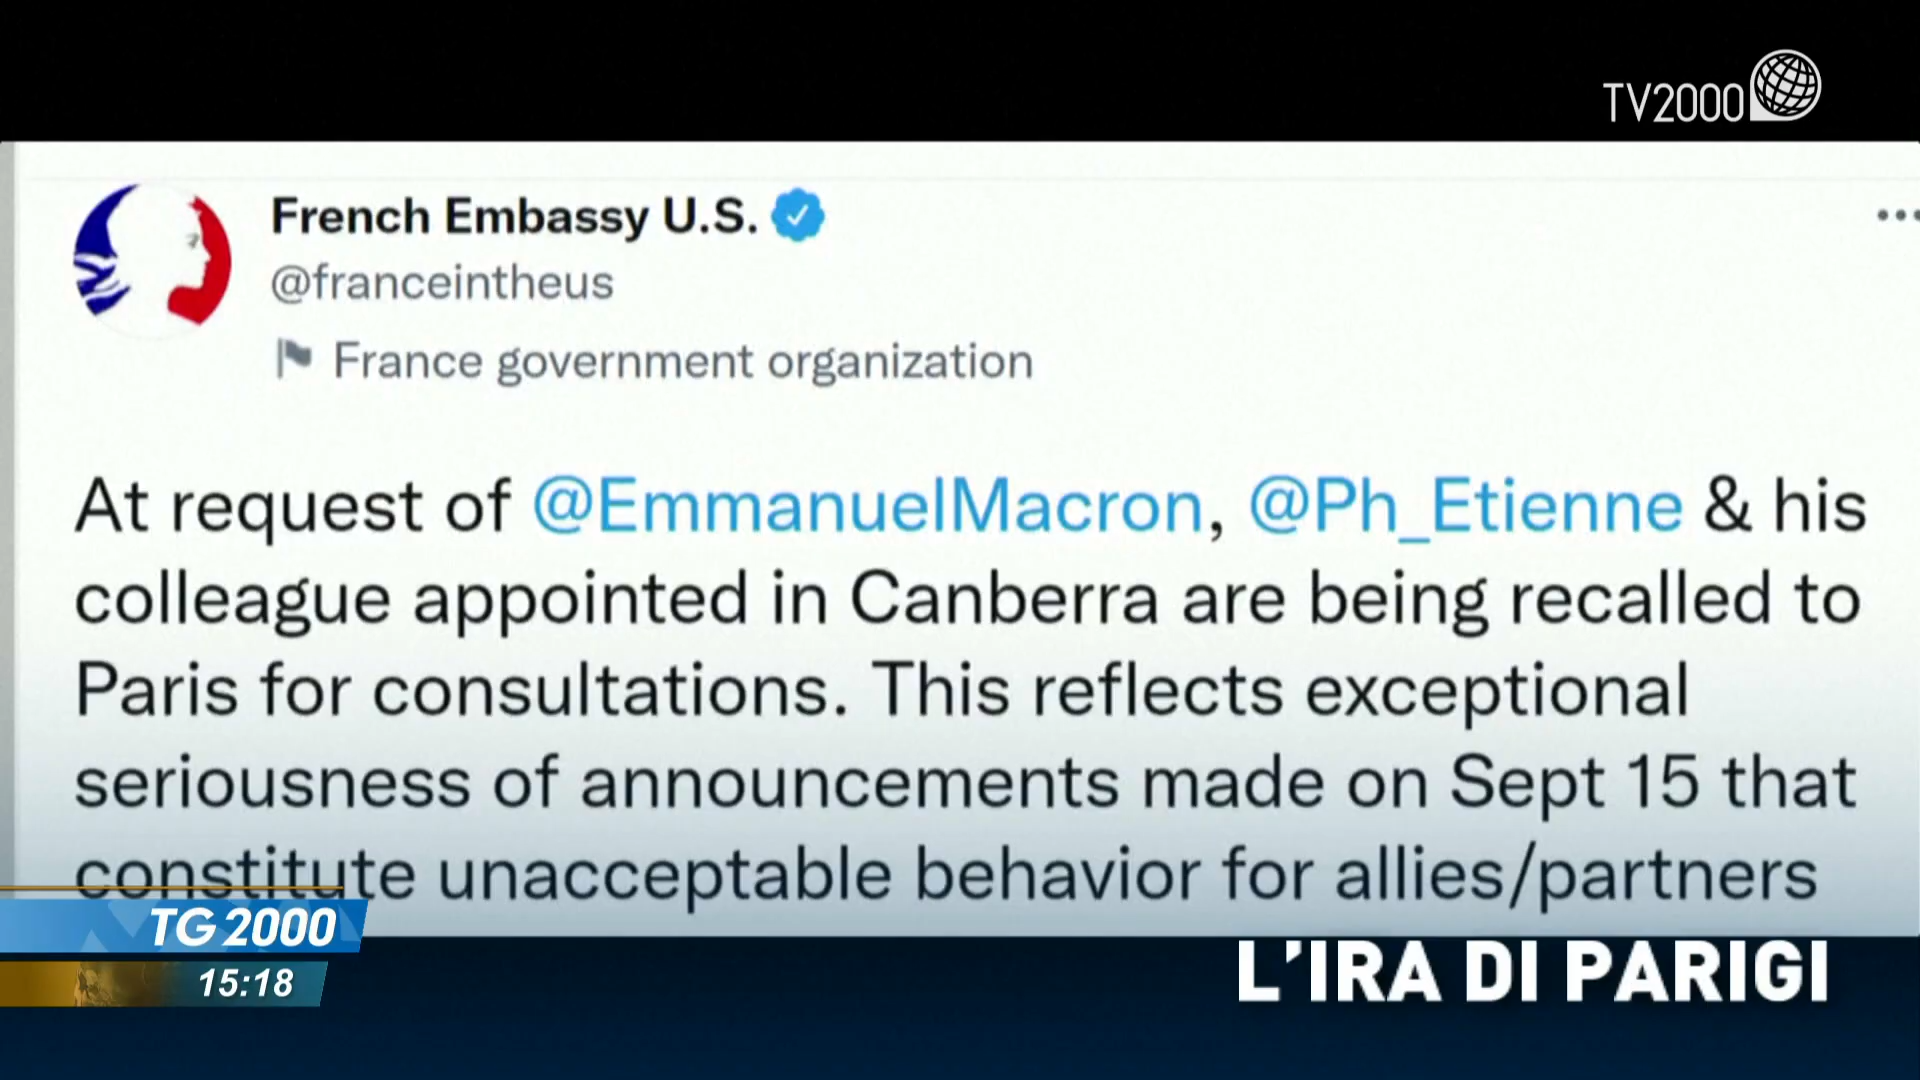 TV2000
French Embassy U.S.
@franceintheus
France government organization
At request of @EmmanuelMacron, @Ph_Etienne & his
colleague appointed in Canberra are being recalled to
Paris for consultations. This reflects exceptional
seriousness of announcements made on Sept 15 that
constitute unacceptable behavior for allies/partners
TG 2000
15:18
L'IRA DI PARIGI